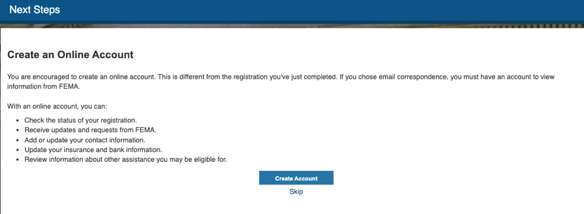 Next Steps
Create an Online Account
You are encouraged to create an online account. This is different from the registration you've just completed. If you chose email correspondence, you must have an account to view
information from FEMA.
With an online account, you can:
• Check the status of your registration.
• Receive updates and requests from FEMA.
• Add or update your contact information.
• Update your insurance and bank information.
• Review information about other assistance you may be eligible for.
Create Account
Skip